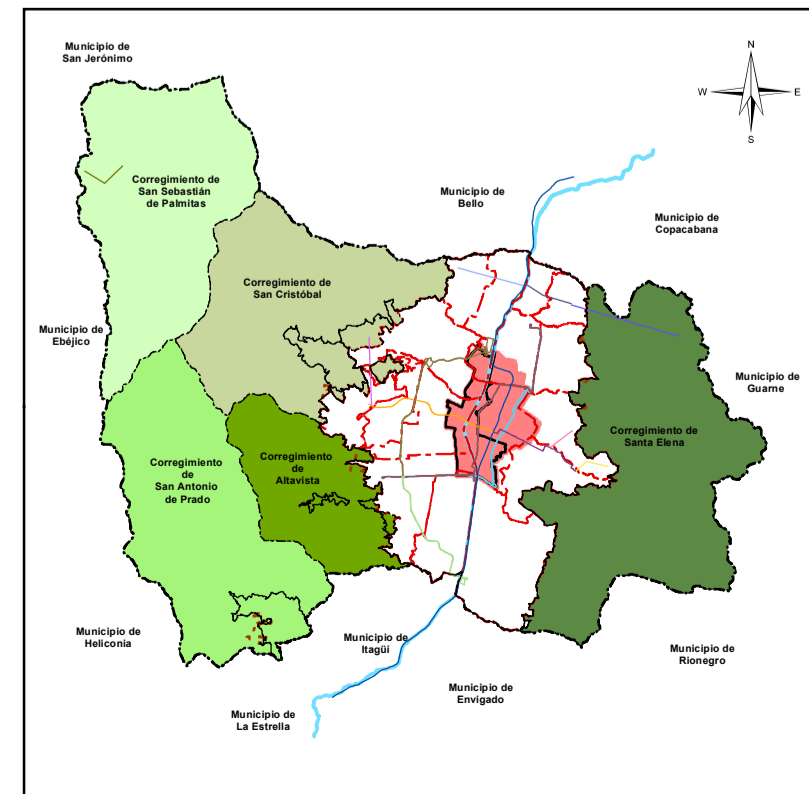 Municipio de
San Jerónimo
N
W
E
S
Corregimiento de
San Sebastián
de Palmitas
Municipio de
Bello
Municipio de
Copacabana
Corregimiento de
San Cristóbal
Municipio de
Ebéjico
Municipio de
Guarne
Corregimiento de
Santa Elena
Corregimiento
de
San Antonio
de Prado
Corregimiento
de
Altavista
Municipio de
Heliconia
Municipio de
Itagüí
Municipio de
Rionegro
Municipio de
Envigado
Municipio de
La Estrella